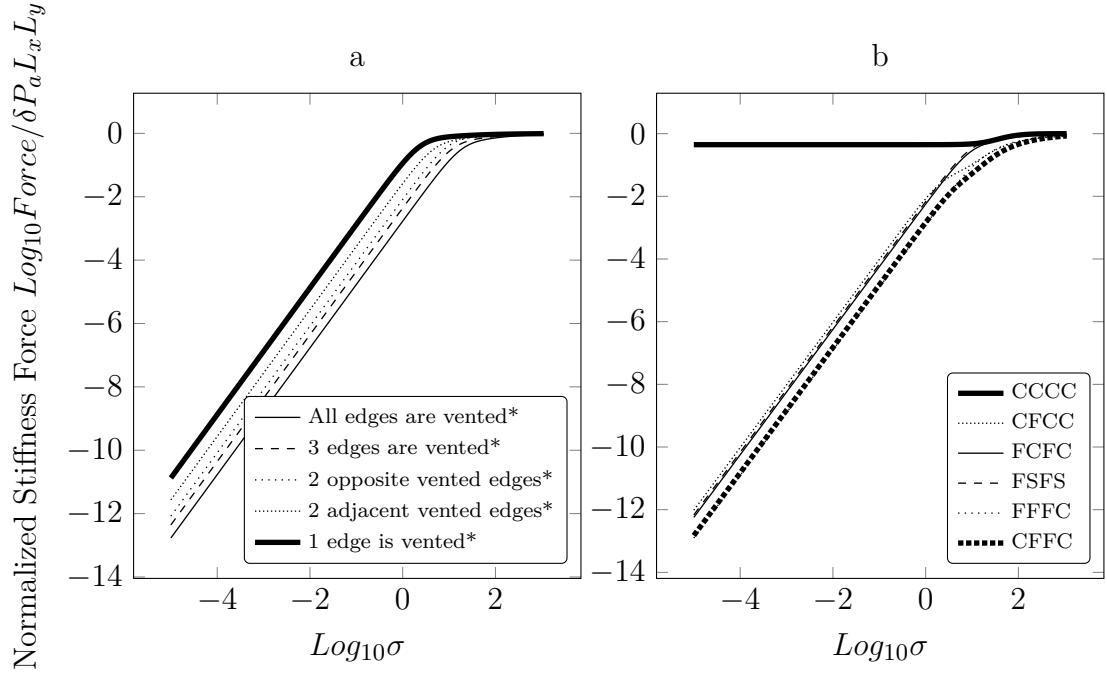 Normalized Stiffness Force Log10Force/δPaLxLy
a
0
−2
−4
−6
−8
−10
−12
−14
−4 −2 0 2
Log10σ
All edges are vented*
3 edges are vented*
2 opposite vented edges*
2 adjacent vented edges*
1 edge is vented*
b
0
−2
−4
−6
−8
−10
−12
−14
−4 −2 0 2
Log10σ
CCCC
CFCC
FCFC
FSFS
FFFC
CFFC